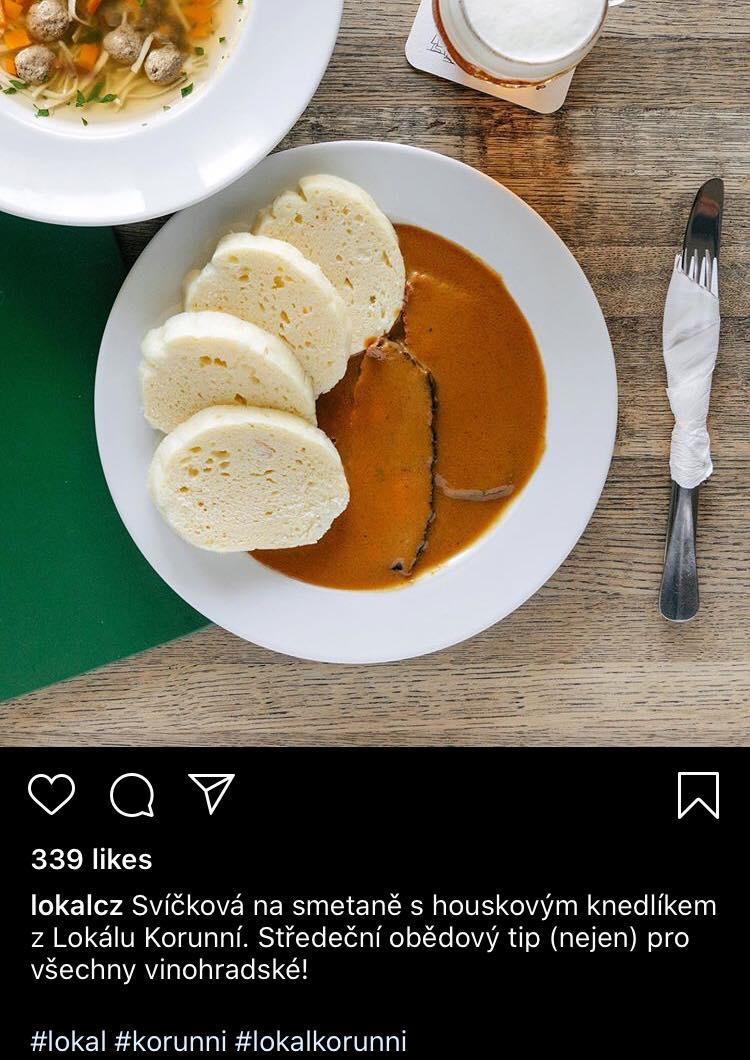 339 likes
lokalcz Svíčková na smetaně s houskovým knedlíkem
z Lokálu Korunní. Středeční obědový tip (nejen) pro
všechny vinohradské!
#lokal #korunni #lokalkorunni